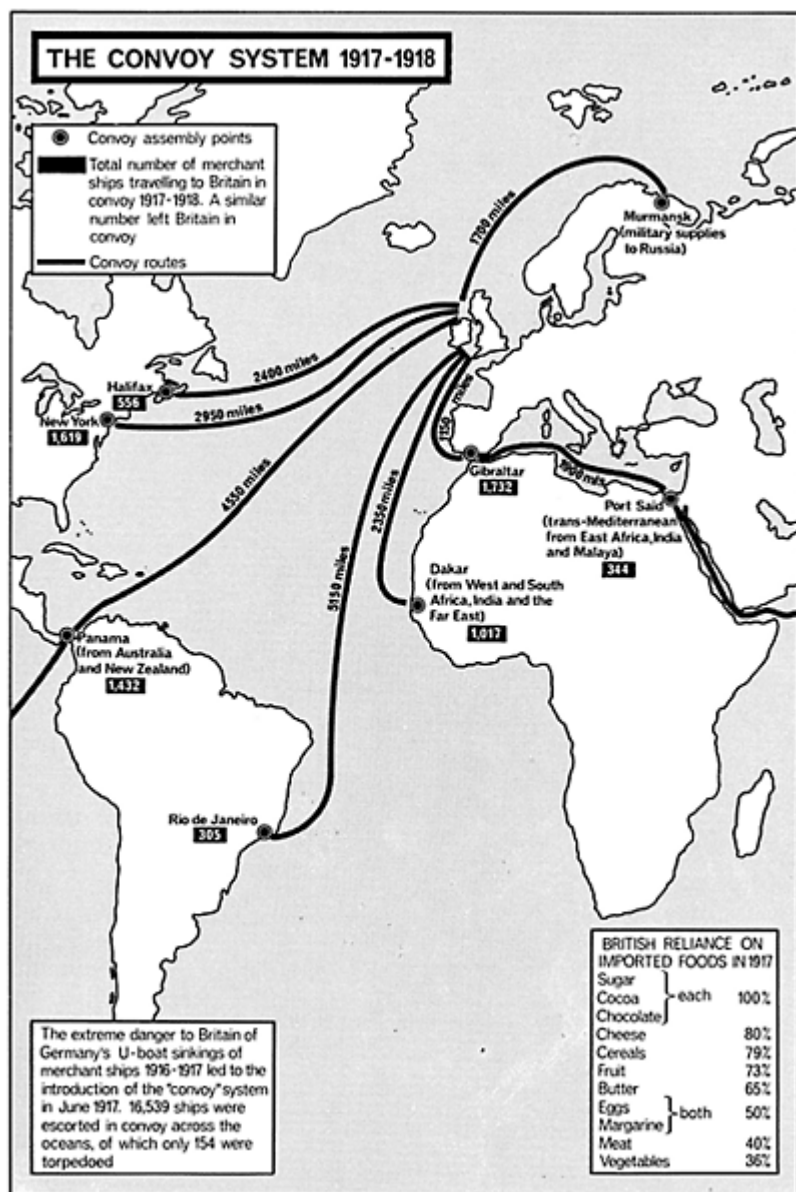 THE CONVOY SYSTEM 1917-1918
Convoy assembly points
Total number of merchant
ships travelling to Britain in
convoy 1917-1918. A similar
number left Britain in
convoy
Convoy routes
1700 miles
Murmansk
(military supplies
to Russia)
2400 miles
Halifax
556
2950 miles
New York
1,619
4550 miles
1150 miles
Gibraltar
1,732
1900 mls
Port Said
(trans-Mediterranean
from East Africa, India
and Malaya)
344
2350 miles
5150 miles
Dakar
(from West and South
Africa, India and the
Far East)
1,017
Panama
(from Australia
and New Zealand)
1,432
Rio de Janeiro
305
The extreme danger to Britain of
Germany's U-boat sinkings of
merchant ships 1916-1917 led to the
introduction of the "convoy" system
in June 1917. 16,539 ships were
escorted in convoy across the
oceans, of which only 154 were
torpedoed
BRITISH RELIANCE ON
IMPORTED FOODS IN 1917
Sugar
Cocoa each 100%
Chocolate
Cheese 80%
Cereals 79%
Fruit 73%
Butter 65%
Eggs
Margarine both 50%
Meat 40%
Vegetables 36%